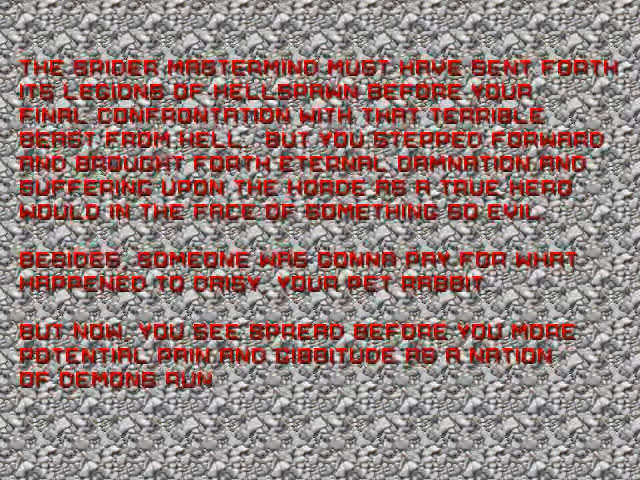 THE SPIDER MASTERMIND MUST HAVE SENT FORTH
ITS LEGIONS OF HELLSPAWN BEFORE YOUR
FINAL CONFRONTATION WITH THAT TERRIBLE
BEAST FROM HELL. BUT YOU STEPPED FORWARD
AND BROUGHT FORTH ETERNAL DAMNATION AND
SUFFERING UPON THE HORDE AS A TRUE HERO
WOULD IN THE FACE OF SOMETHING SO EVIL.
BESIDES, SOMEONE WAS GONNA PAY FOR WHAT
HAPPENED TO DAISY, YOUR PET RABBIT.
BUT NOW, YOU SEE SPREAD BEFORE YOU MORE
POTENTIAL PAIN AND GIBBITUDE AS A NATION
OF DEMONS RUN